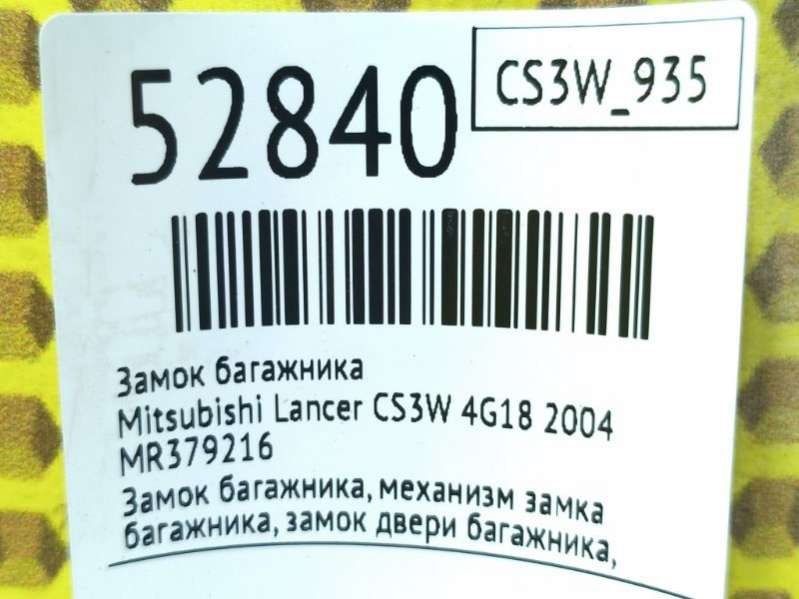 52840
CS3W_935
Замок багажника
Mitsubishi Lancer CS3W 4G18 2004
MR379216
Замок багажника, механизм замка
багажника, замок двери багажника,